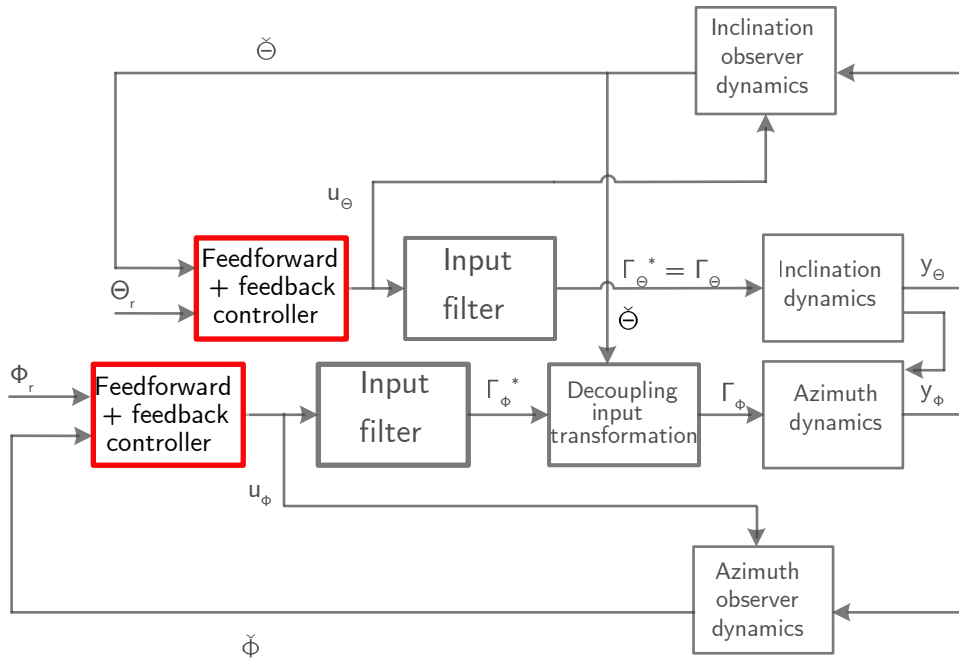 Θ̌
Inclination
observer
dynamics
u_Θ
Feedforward
+ feedback
controller
Θ_r
Input
filter
Γ_Θ^* = Γ_Θ
Inclination
dynamics
y_Θ
Θ̌
Φ_r
Feedforward
+ feedback
controller
Input
filter
Γ_Φ^*
Decoupling
input
transformation
Γ_Φ
Azimuth
dynamics
y_Φ
u_Φ
Azimuth
observer
dynamics
Φ̌